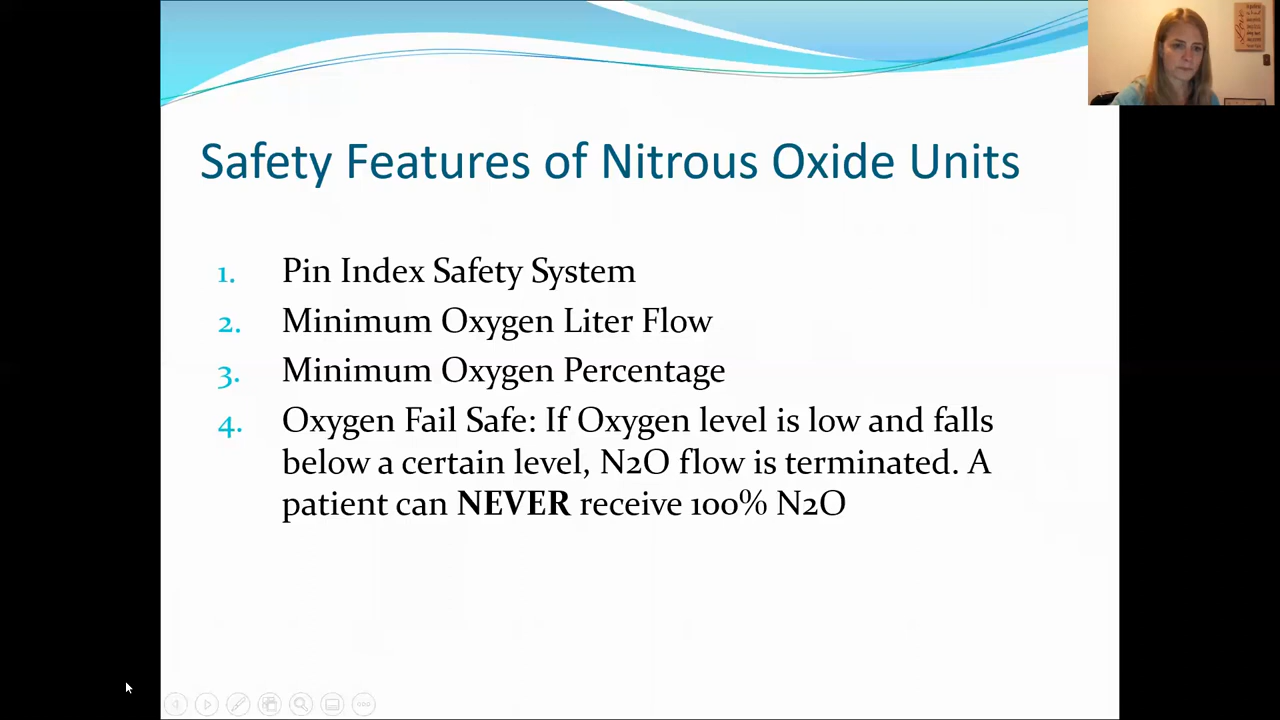 Safety Features of Nitrous Oxide Units
1. Pin Index Safety System
2. Minimum Oxygen Liter Flow
3. Minimum Oxygen Percentage
4. Oxygen Fail Safe: If Oxygen level is low and falls
below a certain level, N2O flow is terminated. A
patient can NEVER receive 100% N2O